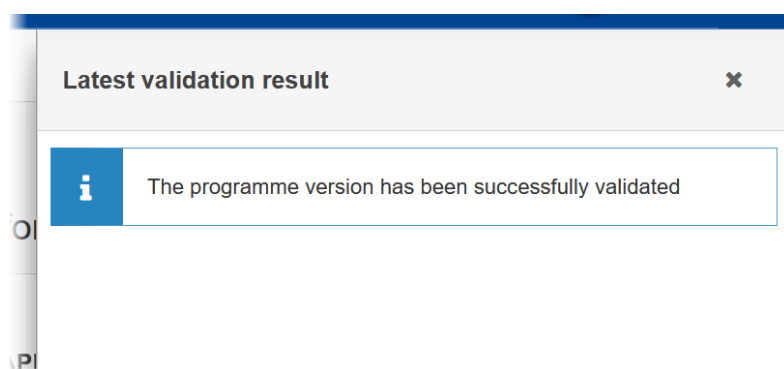 Latest validation result
The programme version has been successfully validated